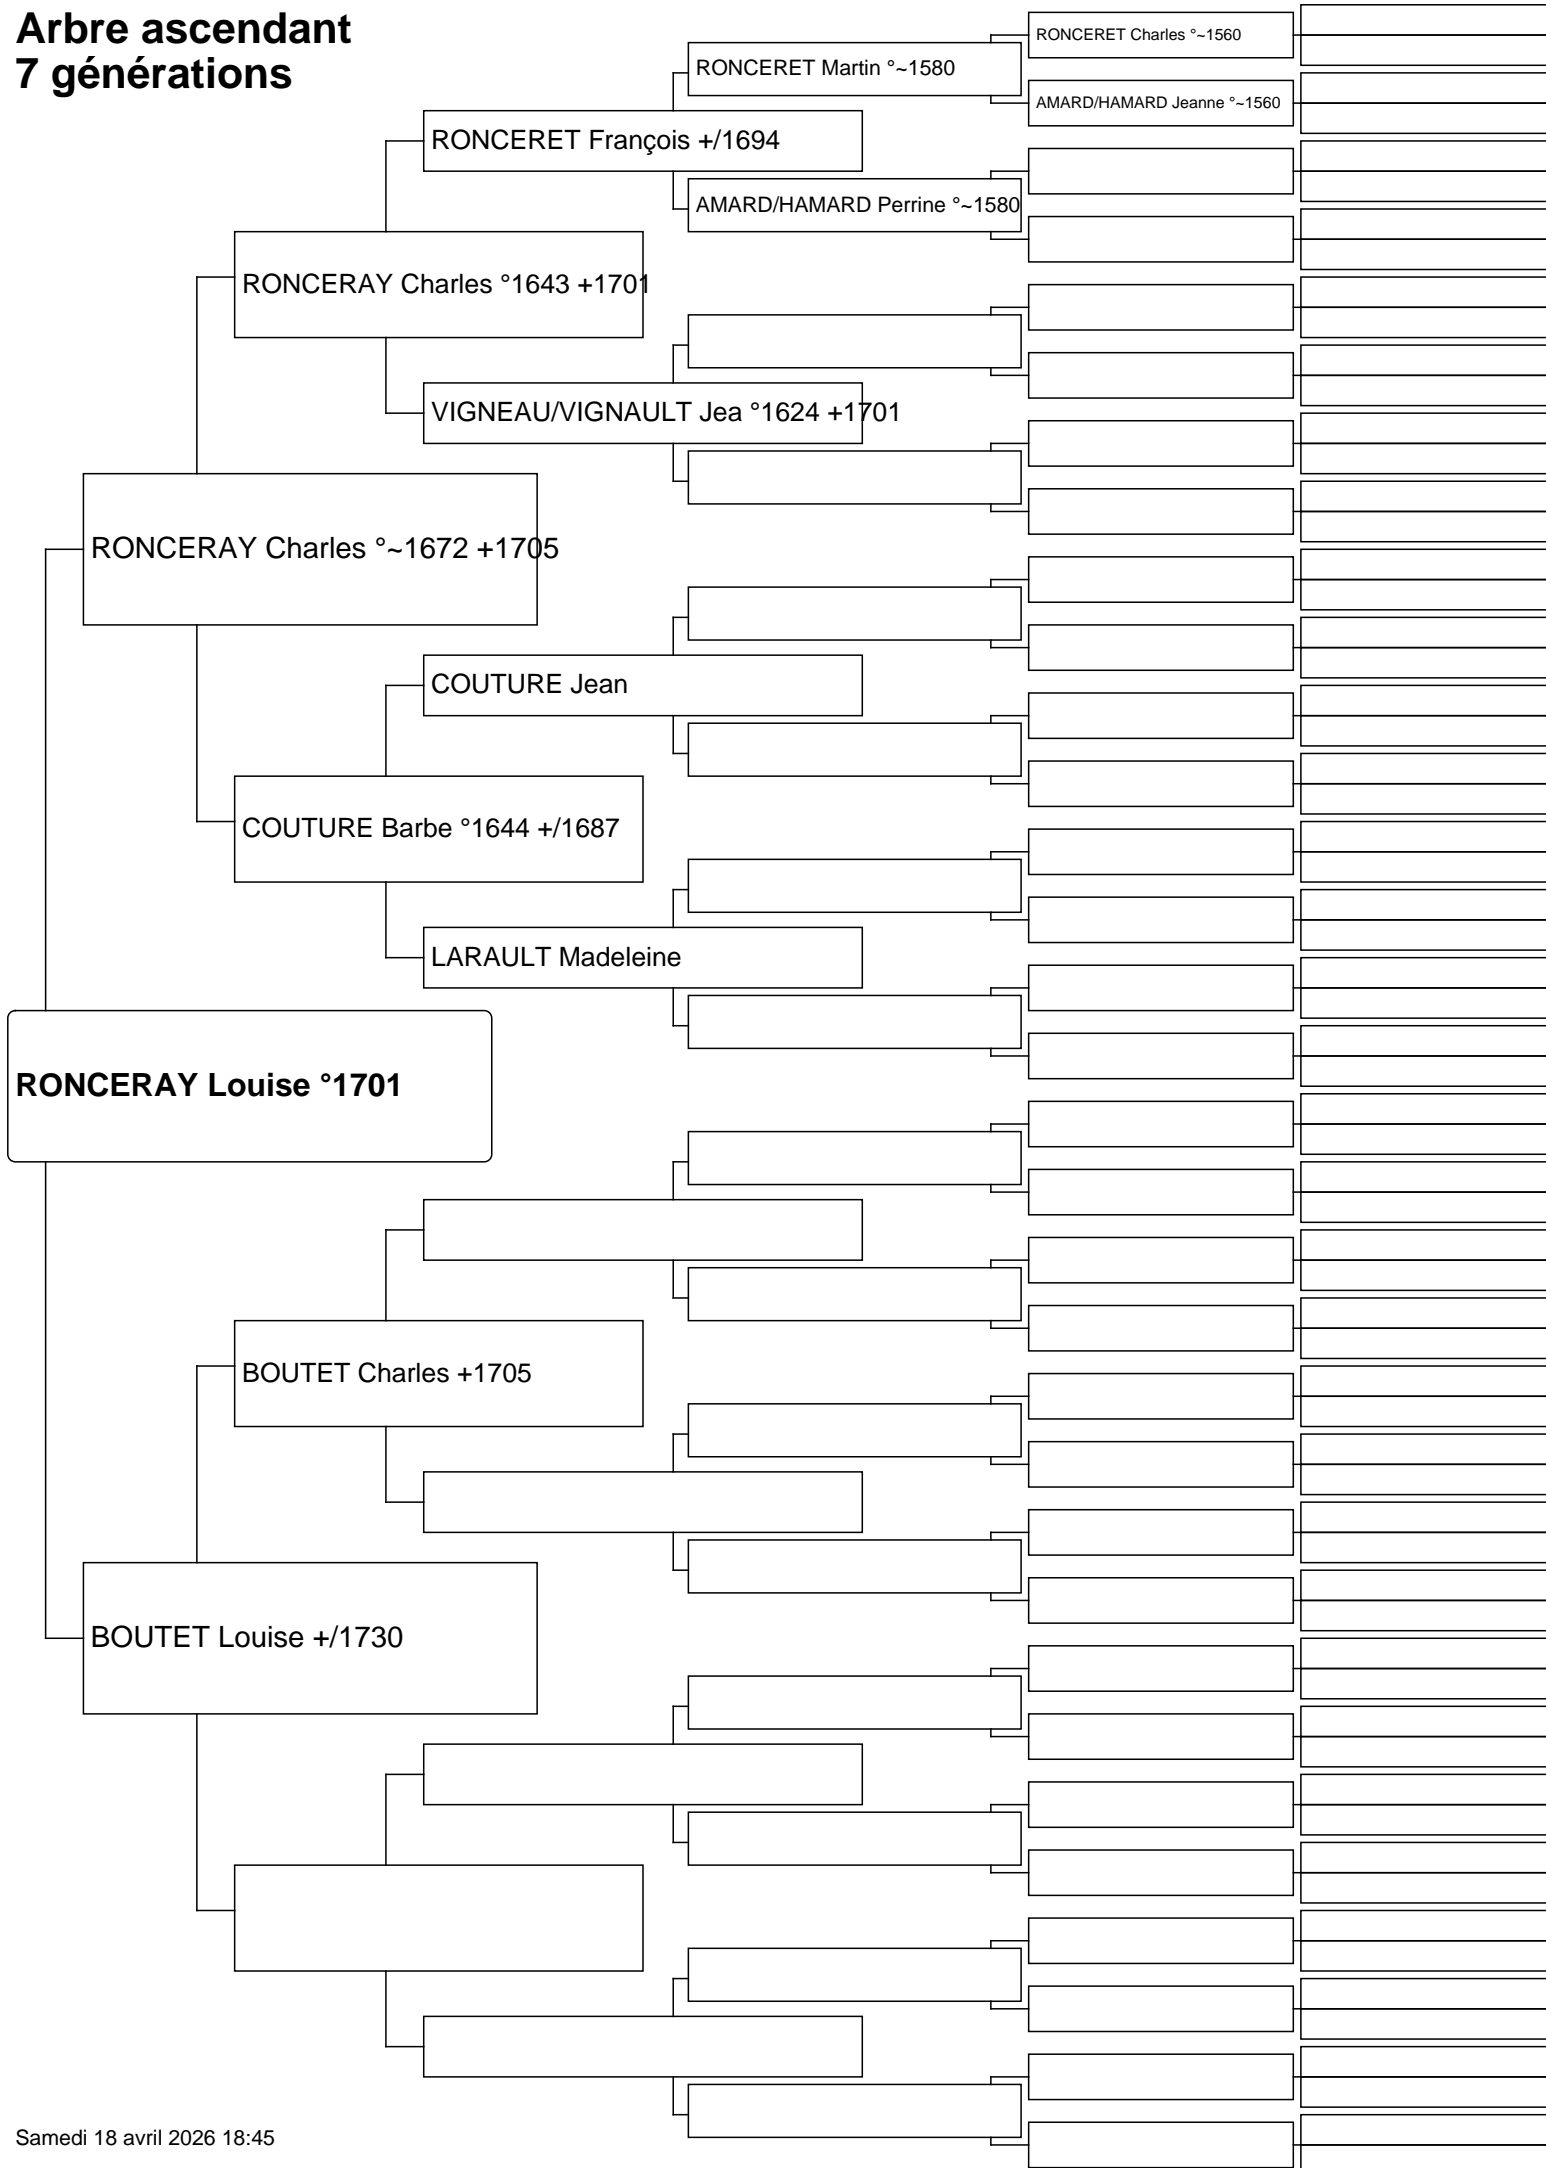 Arbre ascendant
7 générations
RONCERET Charles °~1560
RONCERET Martin °~1580
AMARD/HAMARD Jeanne °~1560
RONCERET François +/1694
AMARD/HAMARD Perrine °~1580
RONCERAY Charles °1643 +1701
VIGNEAU/VIGNAULT Jea °1624 +1701
RONCERAY Charles °~1672 +1705
COUTURE Jean
COUTURE Barbe °1644 +/1687
LARAULT Madeleine
RONCERAY Louise °1701
BOUTET Charles +1705
BOUTET Louise +/1730
Samedi 18 avril 2026 18:45